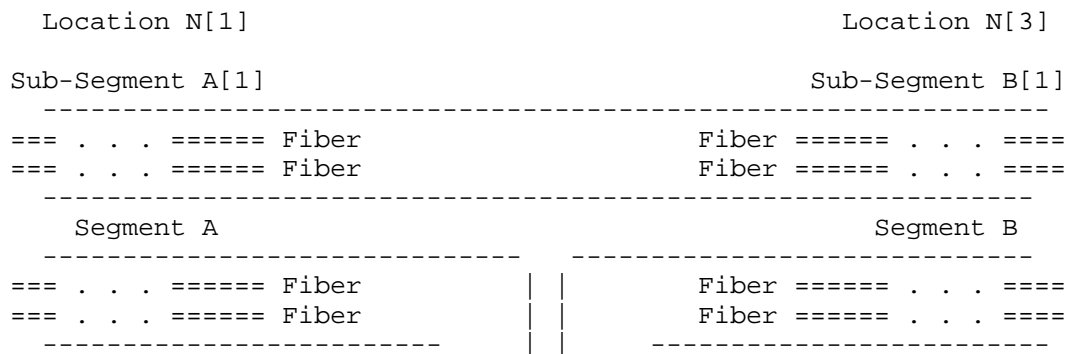 Location N[1] Location N[3]
Sub-Segment A[1] Sub-Segment B[1]
---------------------------------------------------------------
=== . . . ====== Fiber Fiber ====== . . . ====
=== . . . ====== Fiber Fiber ====== . . . ====
--------------------------------------------------------------
Segment A Segment B
------------------------------ -----------------------------
=== . . . ====== Fiber | | Fiber ====== . . . ====
=== . . . ====== Fiber | | Fiber ====== . . . ====
------------------------- | | -------------------------